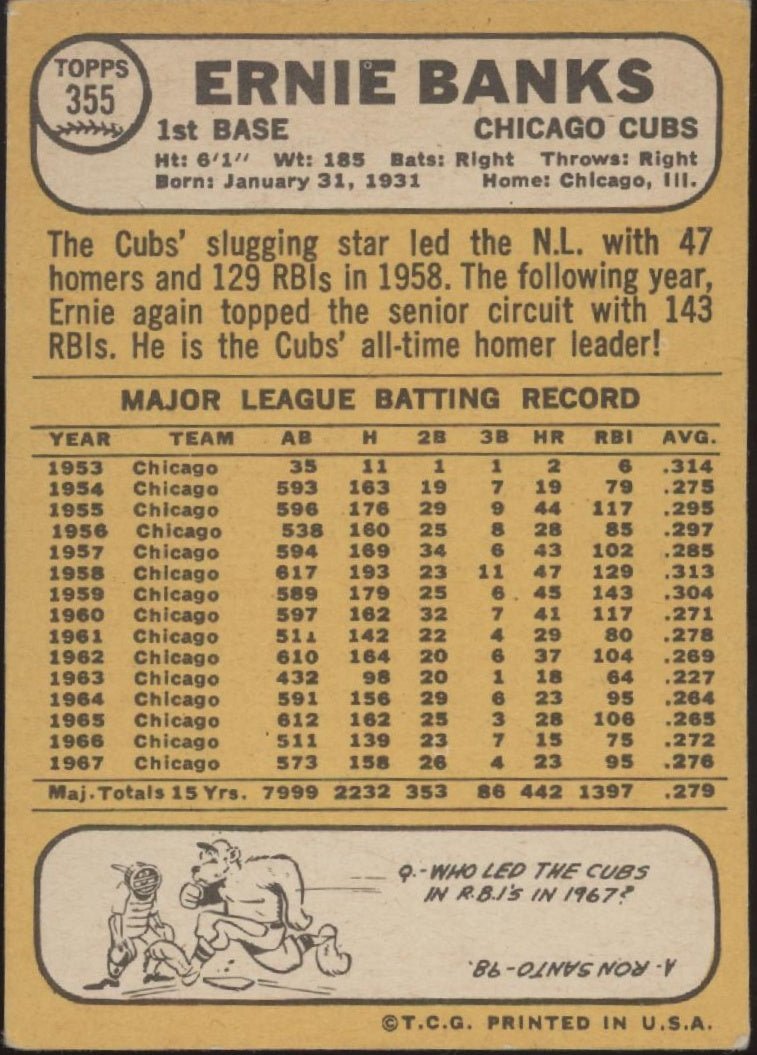 TOPPS
355
ERNIE BANKS
1st BASE CHICAGO CUBS
Ht: 6'1" Wt: 185 Bats: Right Throws: Right
Born: January 31, 1931 Home: Chicago, Ill.
The Cubs' slugging star led the N.L. with 47
homers and 129 RBIs in 1958. The following year,
Ernie again topped the senior circuit with 143
RBIs. He is the Cubs' all-time homer leader!
MAJOR LEAGUE BATTING RECORD
YEAR TEAM AB H 2B 3B HR RBI AVG.
1953 Chicago 35 11 1 1 2 6 .314
1954 Chicago 593 163 19 7 19 79 .275
1955 Chicago 596 176 29 9 44 117 .295
1956 Chicago 538 160 25 8 28 85 .297
1957 Chicago 594 169 34 6 43 102 .285
1958 Chicago 617 193 23 11 47 129 .313
1959 Chicago 589 179 25 6 45 143 .304
1960 Chicago 597 162 32 7 41 117 .271
1961 Chicago 511 142 22 4 29 80 .278
1962 Chicago 610 164 20 6 37 104 .269
1963 Chicago 432 98 20 1 18 64 .227
1964 Chicago 591 156 29 6 23 95 .264
1965 Chicago 612 162 25 3 28 106 .265
1966 Chicago 511 139 23 7 15 75 .272
1967 Chicago 573 158 26 4 23 95 .276
Maj. Totals 15 Yrs. 7999 2232 353 86 442 1397 .279
Q.-WHO LED THE CUBS
IN R.B.I'S IN 1967?
A- RON SANTO-98.
©T.C.G. PRINTED IN U.S.A.